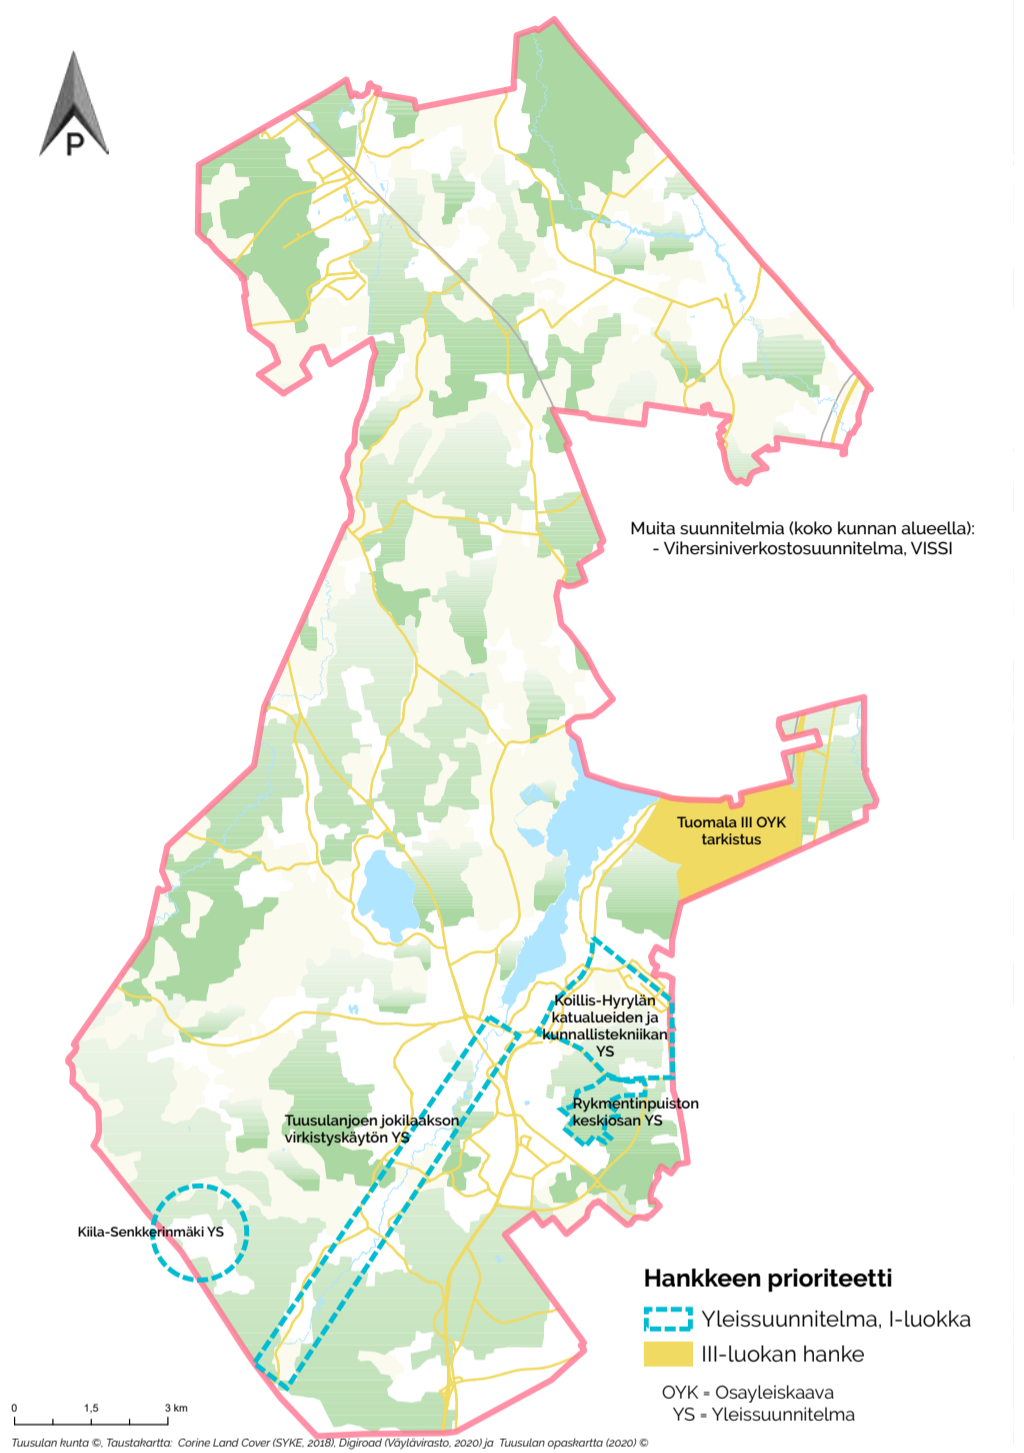 P
Muita suunnitelmia (koko kunnan alueella):
- Vihersiniverkostosuunnitelma, VISSI
Tuomala III OYK
tarkistus
Koillis-Hyrylän
katualueiden ja
kunnallistekniikan
YS
Rykmentinpuiston
keskiosan YS
Tuusulanjoen jokilaakson
virkistyskäytön YS
Kiila-Senkkerinmäki YS
Hankkeen prioriteetti
Yleissuunnitelma, I-luokka
III-luokan hanke
OYK = Osayleiskaava
YS = Yleissuunnitelma
0 1,5 3 km
Tuusulan kunta ©, Taustakartta: Corine Land Cover (SYKE, 2018), Digiroad (Väylävirasto, 2020) ja Tuusulan opaskartta (2020) ©